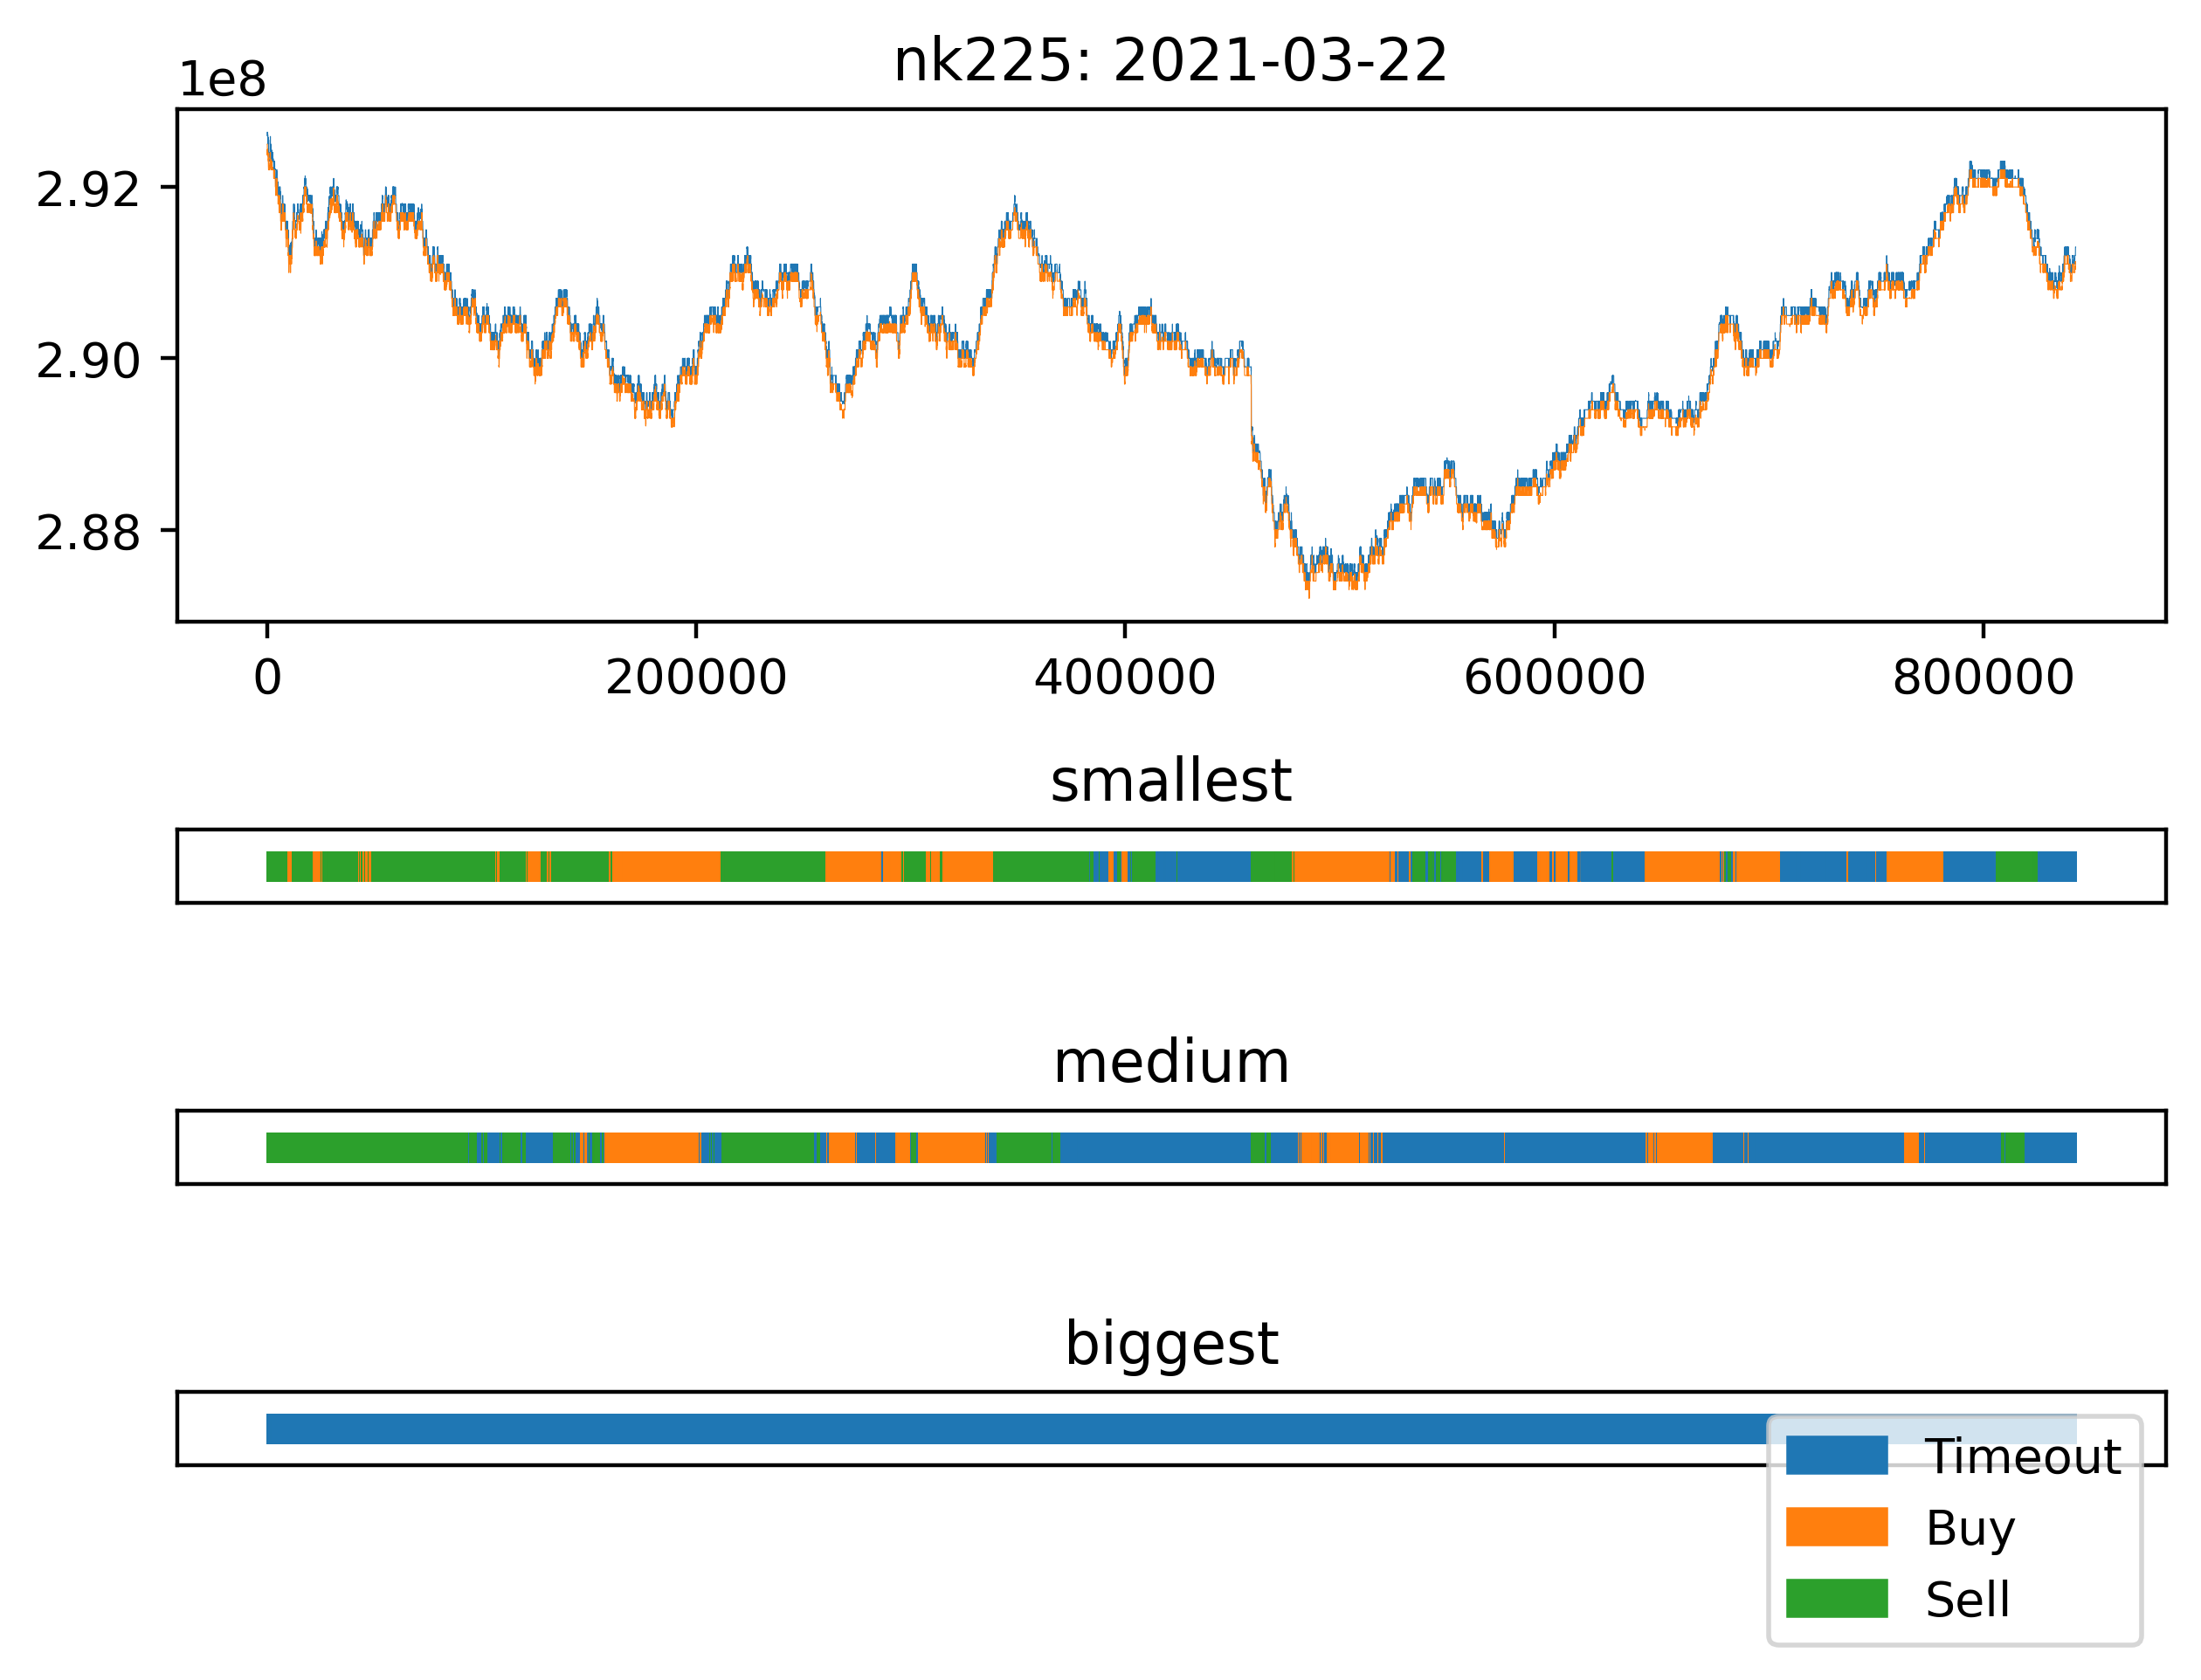 nk225: 2021-03-22
1e8
2.92
2.90
2.88
0 200000 400000 600000 800000
smallest
medium
biggest
Timeout
Buy
Sell